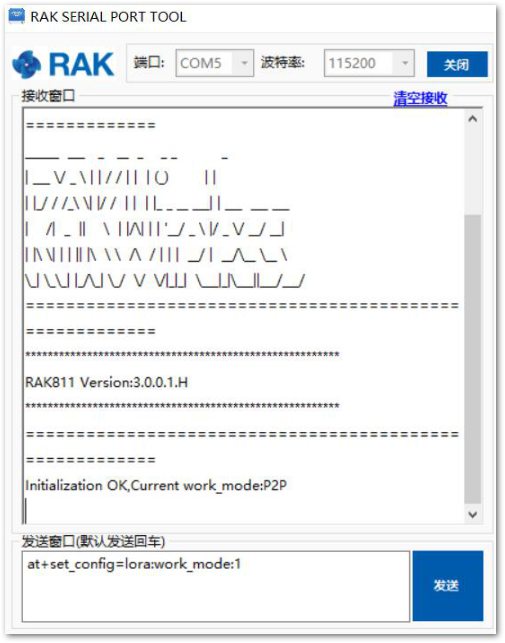 RAK SERIAL PORT TOOL
RAK 端口: COM5 波特率: 115200 关闭
接收窗口 清空接收
=============
==============================================
=============
********************************************************
RAK811 Version:3.0.0.1.H
********************************************************
==============================================
=============
Initialization OK,Current work_mode:P2P
发送窗口(默认发送回车)
at+set_config=lora:work_mode:1
发送